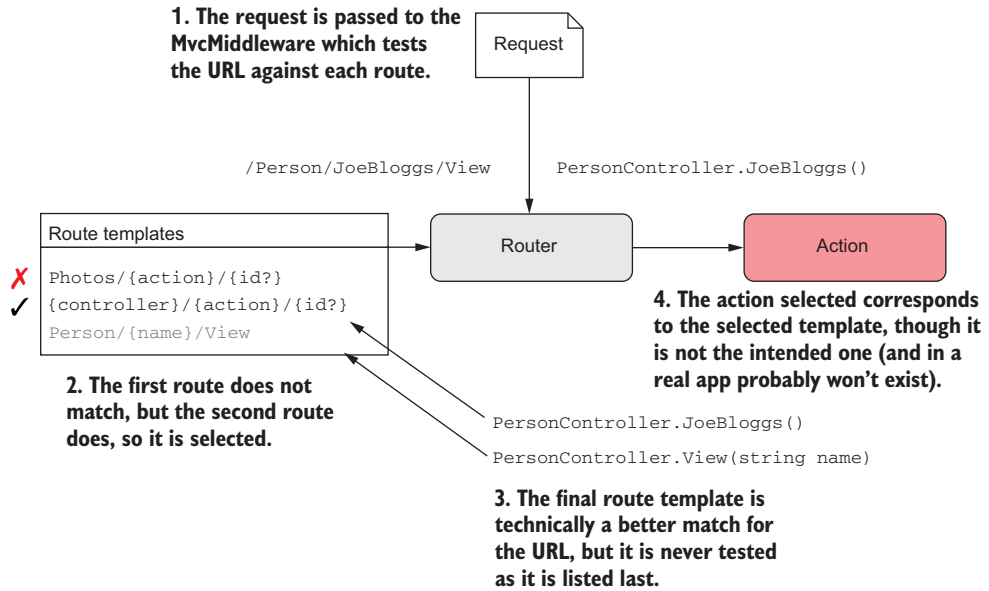 1. The request is passed to the
MvcMiddleware which tests
the URL against each route.
Request
/Person/JoeBloggs/View
PersonController.JoeBloggs()
Route templates
Photos/{action}/{id?}
{controller}/{action}/{id?}
Person/{name}/View
Router
Action
2. The first route does not
match, but the second route
does, so it is selected.
4. The action selected corresponds
to the selected template, though it
is not the intended one (and in a
real app probably won't exist).
PersonController.JoeBloggs()
PersonController.View(string name)
3. The final route template is
technically a better match for
the URL, but it is never tested
as it is listed last.